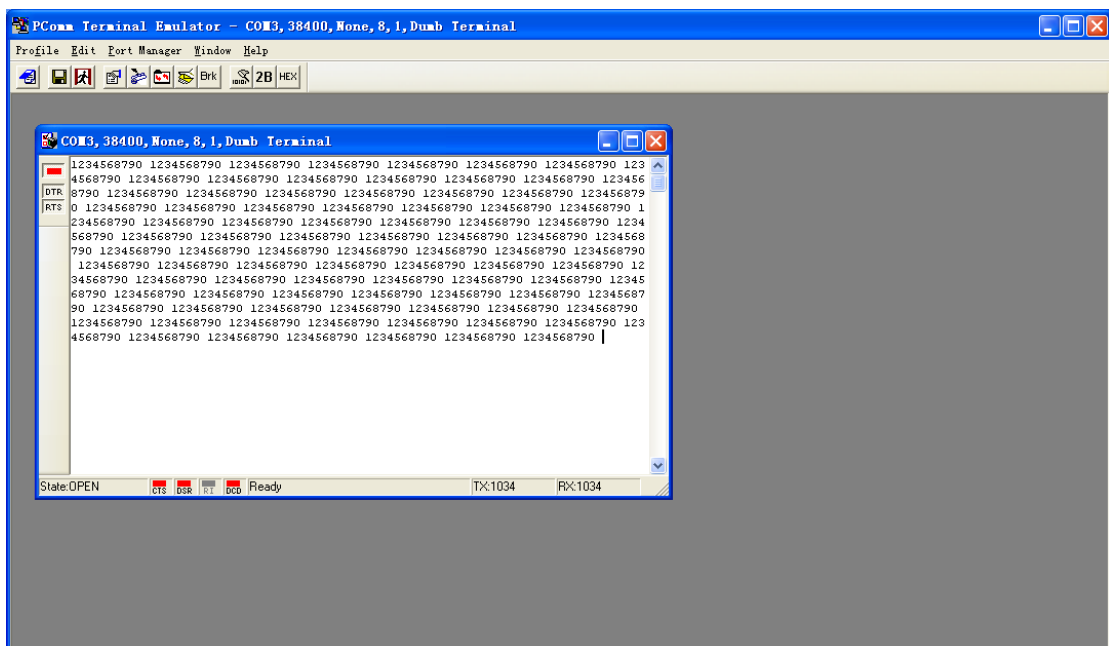 PComm Terminal Emulator - COM3,38400,None,8,1,Dumb Terminal
Profile Edit Port Manager Window Help
Brk 2B HEX
COM3,38400,None,8,1,Dumb Terminal
1234568790 1234568790 1234568790 1234568790 1234568790 1234568790 1234568790 123
4568790 1234568790 1234568790 1234568790 1234568790 1234568790 1234568790 123456
DTR
8790 1234568790 1234568790 1234568790 1234568790 1234568790 1234568790 123456879
RTS
0 1234568790 1234568790 1234568790 1234568790 1234568790 1234568790 1234568790 1
234568790 1234568790 1234568790 1234568790 1234568790 1234568790 1234568790 1234
568790 1234568790 1234568790 1234568790 1234568790 1234568790 1234568790 1234568
790 1234568790 1234568790 1234568790 1234568790 1234568790 1234568790 1234568790
 1234568790 1234568790 1234568790 1234568790 1234568790 1234568790 1234568790 12
34568790 1234568790 1234568790 1234568790 1234568790 1234568790 1234568790 12345
68790 1234568790 1234568790 1234568790 1234568790 1234568790 1234568790 12345687
90 1234568790 1234568790 1234568790 1234568790 1234568790 1234568790 1234568790
1234568790 1234568790 1234568790 1234568790 1234568790 1234568790 1234568790 123
4568790 1234568790 1234568790 1234568790 1234568790 1234568790 1234568790
State:OPEN CTS DSR RI DCD Ready TX:1034 RX:1034